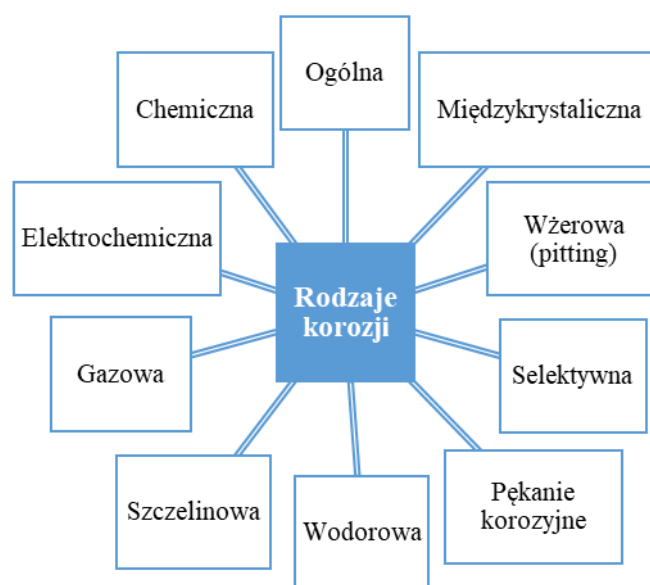 Ogólna
Chemiczna
Międzykrystaliczna
Elektrochemiczna
Wżerowa
(pitting)
Rodzaje
korozji
Gazowa
Selektywna
Szczelinowa
Wodorowa
Pękanie
korozyjne